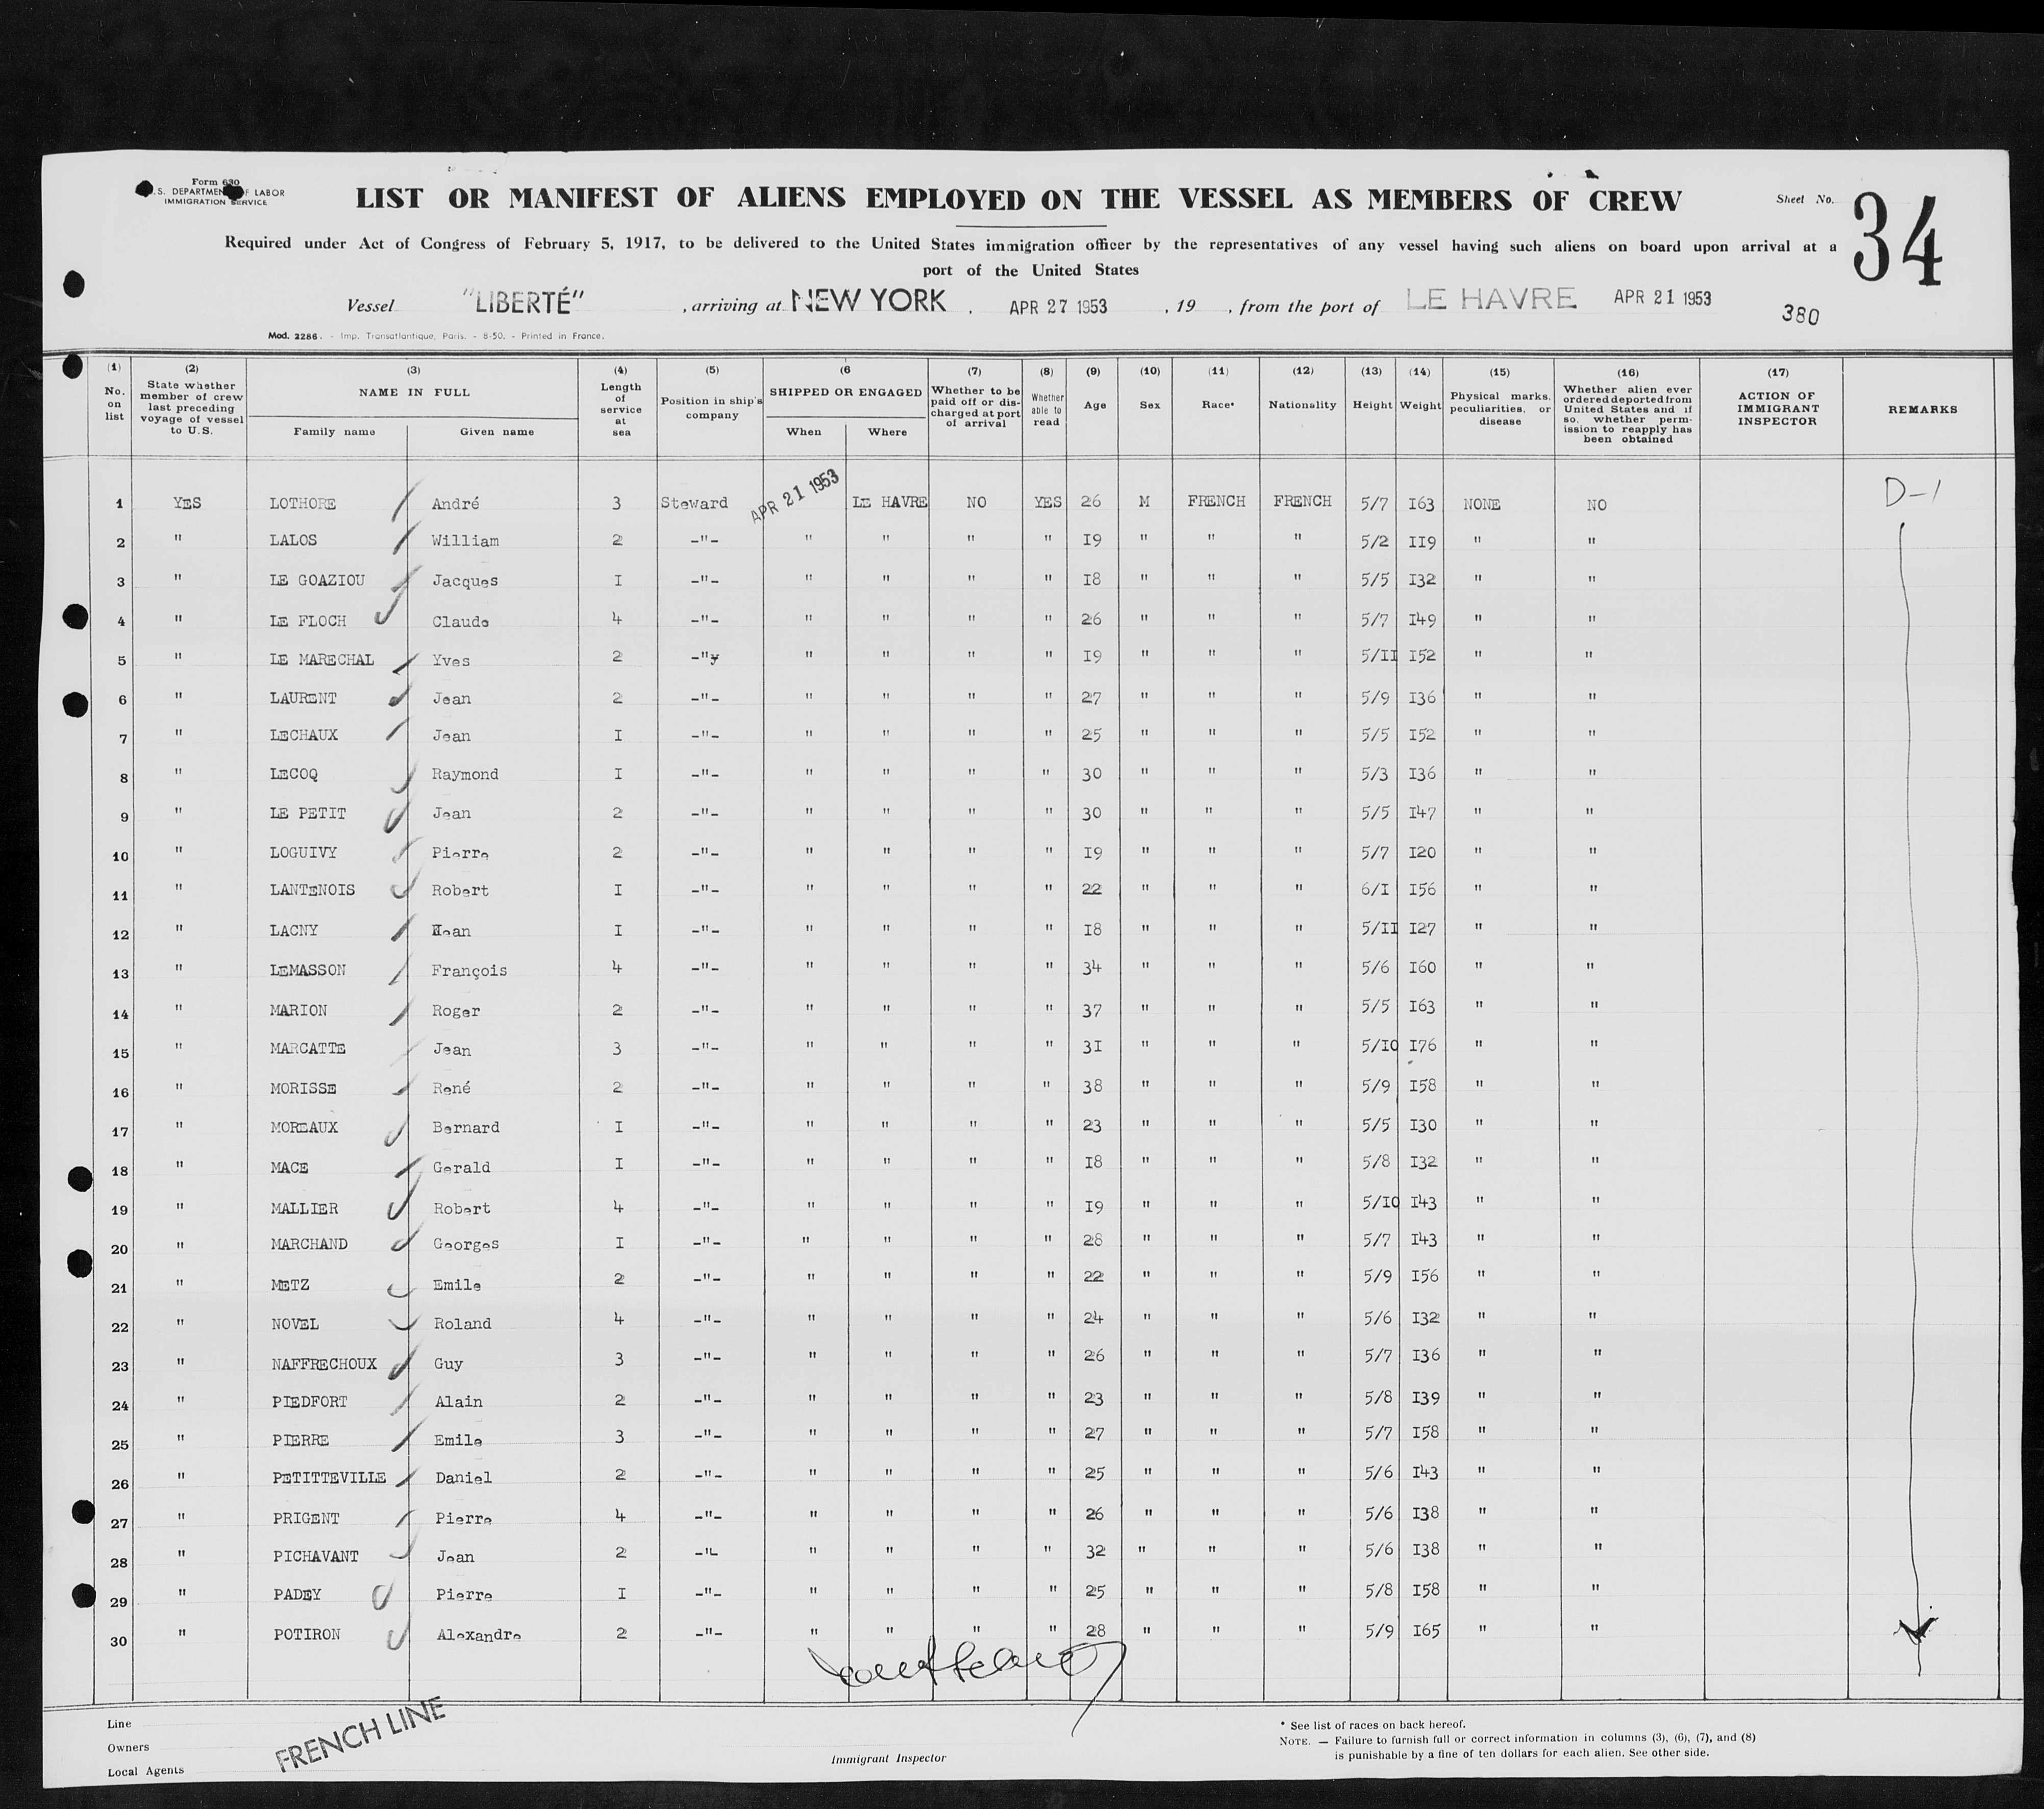 Form 680
U.S. DEPARTMENT OF LABOR
IMMIGRATION SERVICE
LIST OR MANIFEST OF ALIENS EMPLOYED ON THE VESSEL AS MEMBERS OF CREW
Sheet No. 34
Required under Act of Congress of February 5, 1917, to be delivered to the United States immigration officer by the representatives of any vessel having such aliens on board upon arrival at a
port of the United States
Vessel "LIBERTÉ" , arriving at NEW YORK . APR 27 1953 , 19 , from the port of LE HAVRE APR 21 1953
380
Mod. 2286. - Imp. Transatlantique, Paris. - 8-50. - Printed in France.
(1) No. on list (2) State whether member of crew last preceding voyage of vessel to U.S. (3) NAME IN FULL Family name Given name (4) Length of service at sea (5) Position in ship's company (6 SHIPPED OR ENGAGED When Where (7) Whether to be paid off or discharged at port of arrival (8) Whether able to read (9) Age (10) Sex (11) Race* (12) Nationality (13) Height (14) Weight (15) Physical marks, peculiarities, or disease (16) Whether alien ever ordered deported from United States and if so, whether permission to reapply has been obtained (17) ACTION OF IMMIGRANT INSPECTOR REMARKS
1 YES LOTHORE André 3 Steward APR 21 1953 LE HAVRE NO YES 26 M FRENCH FRENCH 5/7 I63 NONE NO D-1
2 " LALOS William 2 -"- " " " " I9 " " " 5/2 II9 " "
3 " LE GOAZIOU Jacques I -"- " " " " I8 " " " 5/5 I32 " "
4 " LE FLOCH Claude 4 -"- " " " " 26 " " " 5/7 I49 " "
5 " LE MARECHAL Yves 2 -"y " " " " I9 " " " 5/II I52 " "
6 " LAURENT Jean 2 -"- " " " " 27 " " " 5/9 I36 " "
7 " LECHAUX Jean I -"- " " " " 25 " " " 5/5 I52 " "
8 " LECOQ Raymond I -"- " " " " 30 " " " 5/3 I36 " "
9 " LE PETIT Jean 2 -"- " " " " 30 " " " 5/5 I47 " "
10 " LOGUIVY Pierre 2 -"- " " " " I9 " " " 5/7 I20 " "
11 " LANTENOIS Robert I -"- " " " " 22 " " " 6/I I56 " "
12 " LACNY Jean I -"- " " " " I8 " " " 5/II I27 " "
13 " LEMASSON François 4 -"- " " " " 34 " " " 5/6 I60 " "
14 " MARION Roger 2 -"- " " " " 37 " " " 5/5 I63 " "
15 " MARCATTE Jean 3 -"- " " " " 3I " " " 5/IO I76 " "
16 " MORISSE René 2 -"- " " " " 38 " " " 5/9 I58 " "
17 " MOREAUX Bernard I -"- " " " " 23 " " " 5/5 I30 " "
18 " MACE Gerald I -"- " " " " I8 " " " 5/8 I32 " "
19 " MALLIER Robert 4 -"- " " " " I9 " " " 5/IO I43 " "
20 " MARCHAND Georges I -"- " " " " 28 " " " 5/7 I43 " "
21 " METZ Emile 2 -"- " " " " 22 " " " 5/9 I56 " "
22 " NOVEL Roland 4 -"- " " " " 24 " " " 5/6 I32 " "
23 " NAFFRECHOUX Guy 3 -"- " " " " 26 " " " 5/7 I36 " "
24 " PIEDFORT Alain 2 -"- " " " " 23 " " " 5/8 I39 " "
25 " PIERRE Emile 3 -"- " " " " 27 " " " 5/7 I58 " "
26 " PETITTEVILLE Daniel 2 -"- " " " " 25 " " " 5/6 I43 " "
27 " PRIGENT Pierre 4 -"- " " " " 26 " " " 5/6 I38 " "
28 " PICHAVANT Jean 2 -"- " " " " 32 " " " 5/6 I38 " "
29 " PADEY Pierre I -"- " " " " 25 " " " 5/8 I58 " "
30 " POTIRON Alexandre 2 -"- " " " " 28 " " " 5/9 I65 " "
Line
Owners
Local Agents
FRENCH LINE
Immigrant Inspector
* See list of races on back hereof.
NOTE. — Failure to furnish full or correct information in columns (3), (6), (7), and (8)
is punishable by a fine of ten dollars for each alien. See other side.